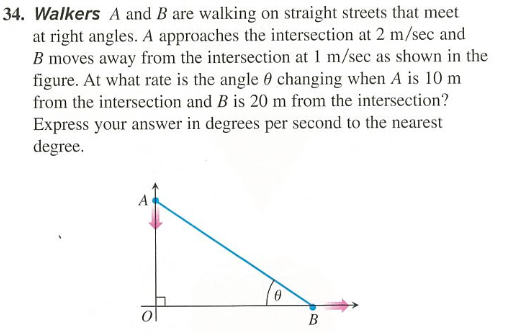 34. Walkers A and B are walking on straight streets that meet
at right angles. A approaches the intersection at 2 m/sec and
B moves away from the intersection at 1 m/sec as shown in the
figure. At what rate is the angle θ changing when A is 10 m
from the intersection and B is 20 m from the intersection?
Express your answer in degrees per second to the nearest
degree.
A
θ
O
B